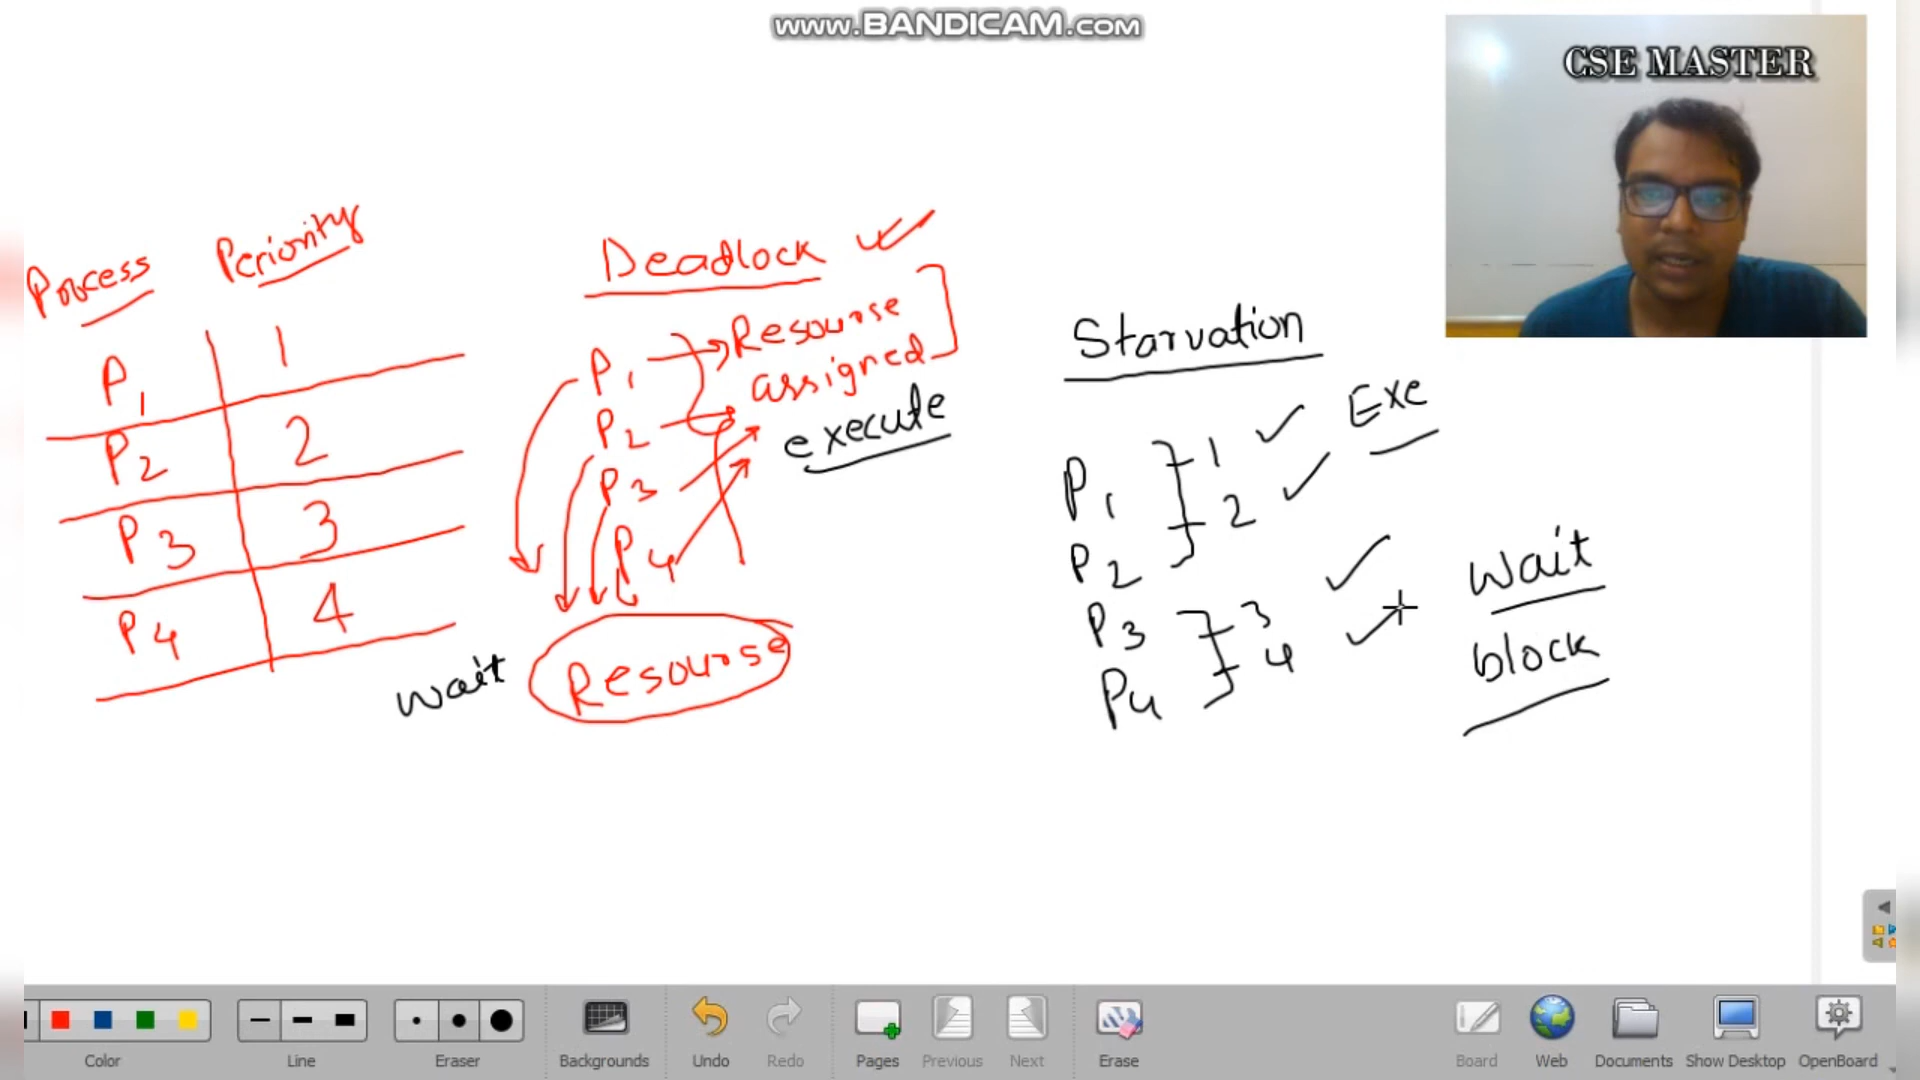 www.BANDICAM.com
CSE MASTER
Process Periority
P1 1
P2 2
P3 3
P4 4
Deadlock
P1 Resourse
assigned
P2 execute
P3
P4
wait Resourse
Starvation
P1 1 Exe
P2 2
P3 3 wait
P4 4 block
Color
Line
Eraser
Backgrounds
Undo
Redo
Pages
Previous
Next
Erase
Board
Web
Documents
Show Desktop
OpenBoard